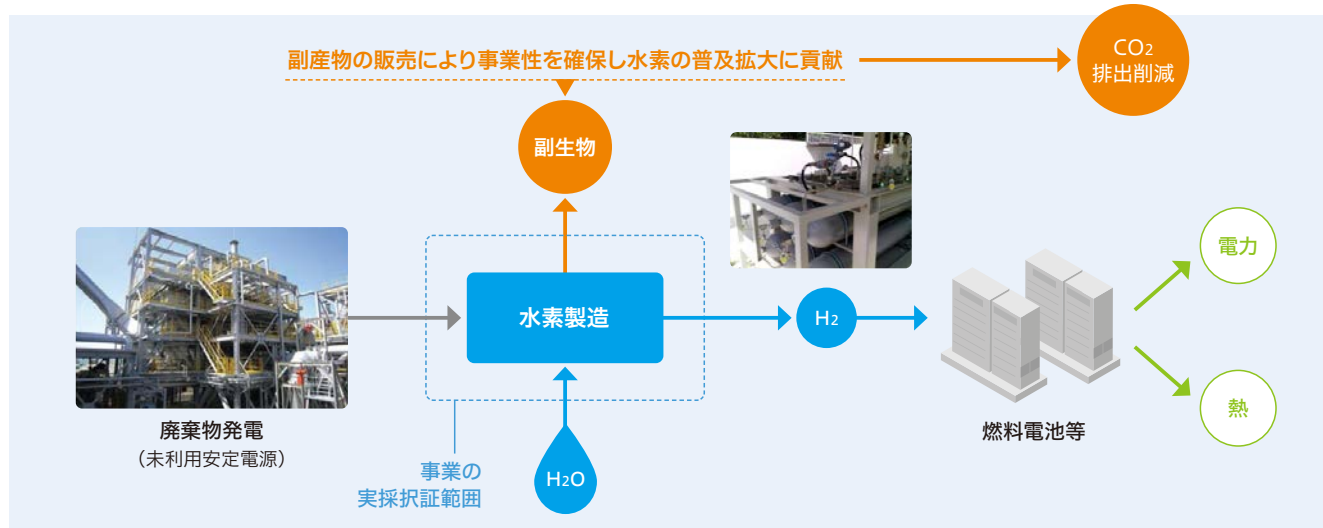 副産物の販売により事業性を確保し水素の普及拡大に貢献
CO2
排出削減
副生物
水素製造
H2
電力
熱
廃棄物発電
（未利用安定電源）
燃料電池等
事業の
実採択証範囲
H2O